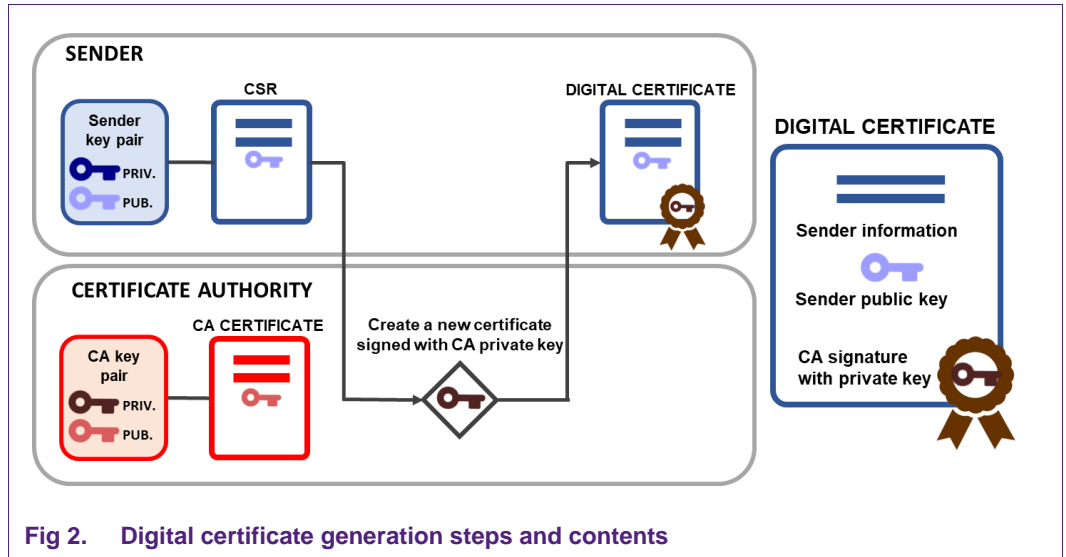 SENDER
CSR
Sender
key pair
PRIV.
PUB.
DIGITAL CERTIFICATE
CERTIFICATE AUTHORITY
CA CERTIFICATE
CA key
pair
PRIV.
PUB.
Create a new certificate
signed with CA private key
DIGITAL CERTIFICATE
Sender information
Sender public key
CA signature
with private key
Fig 2. Digital certificate generation steps and contents